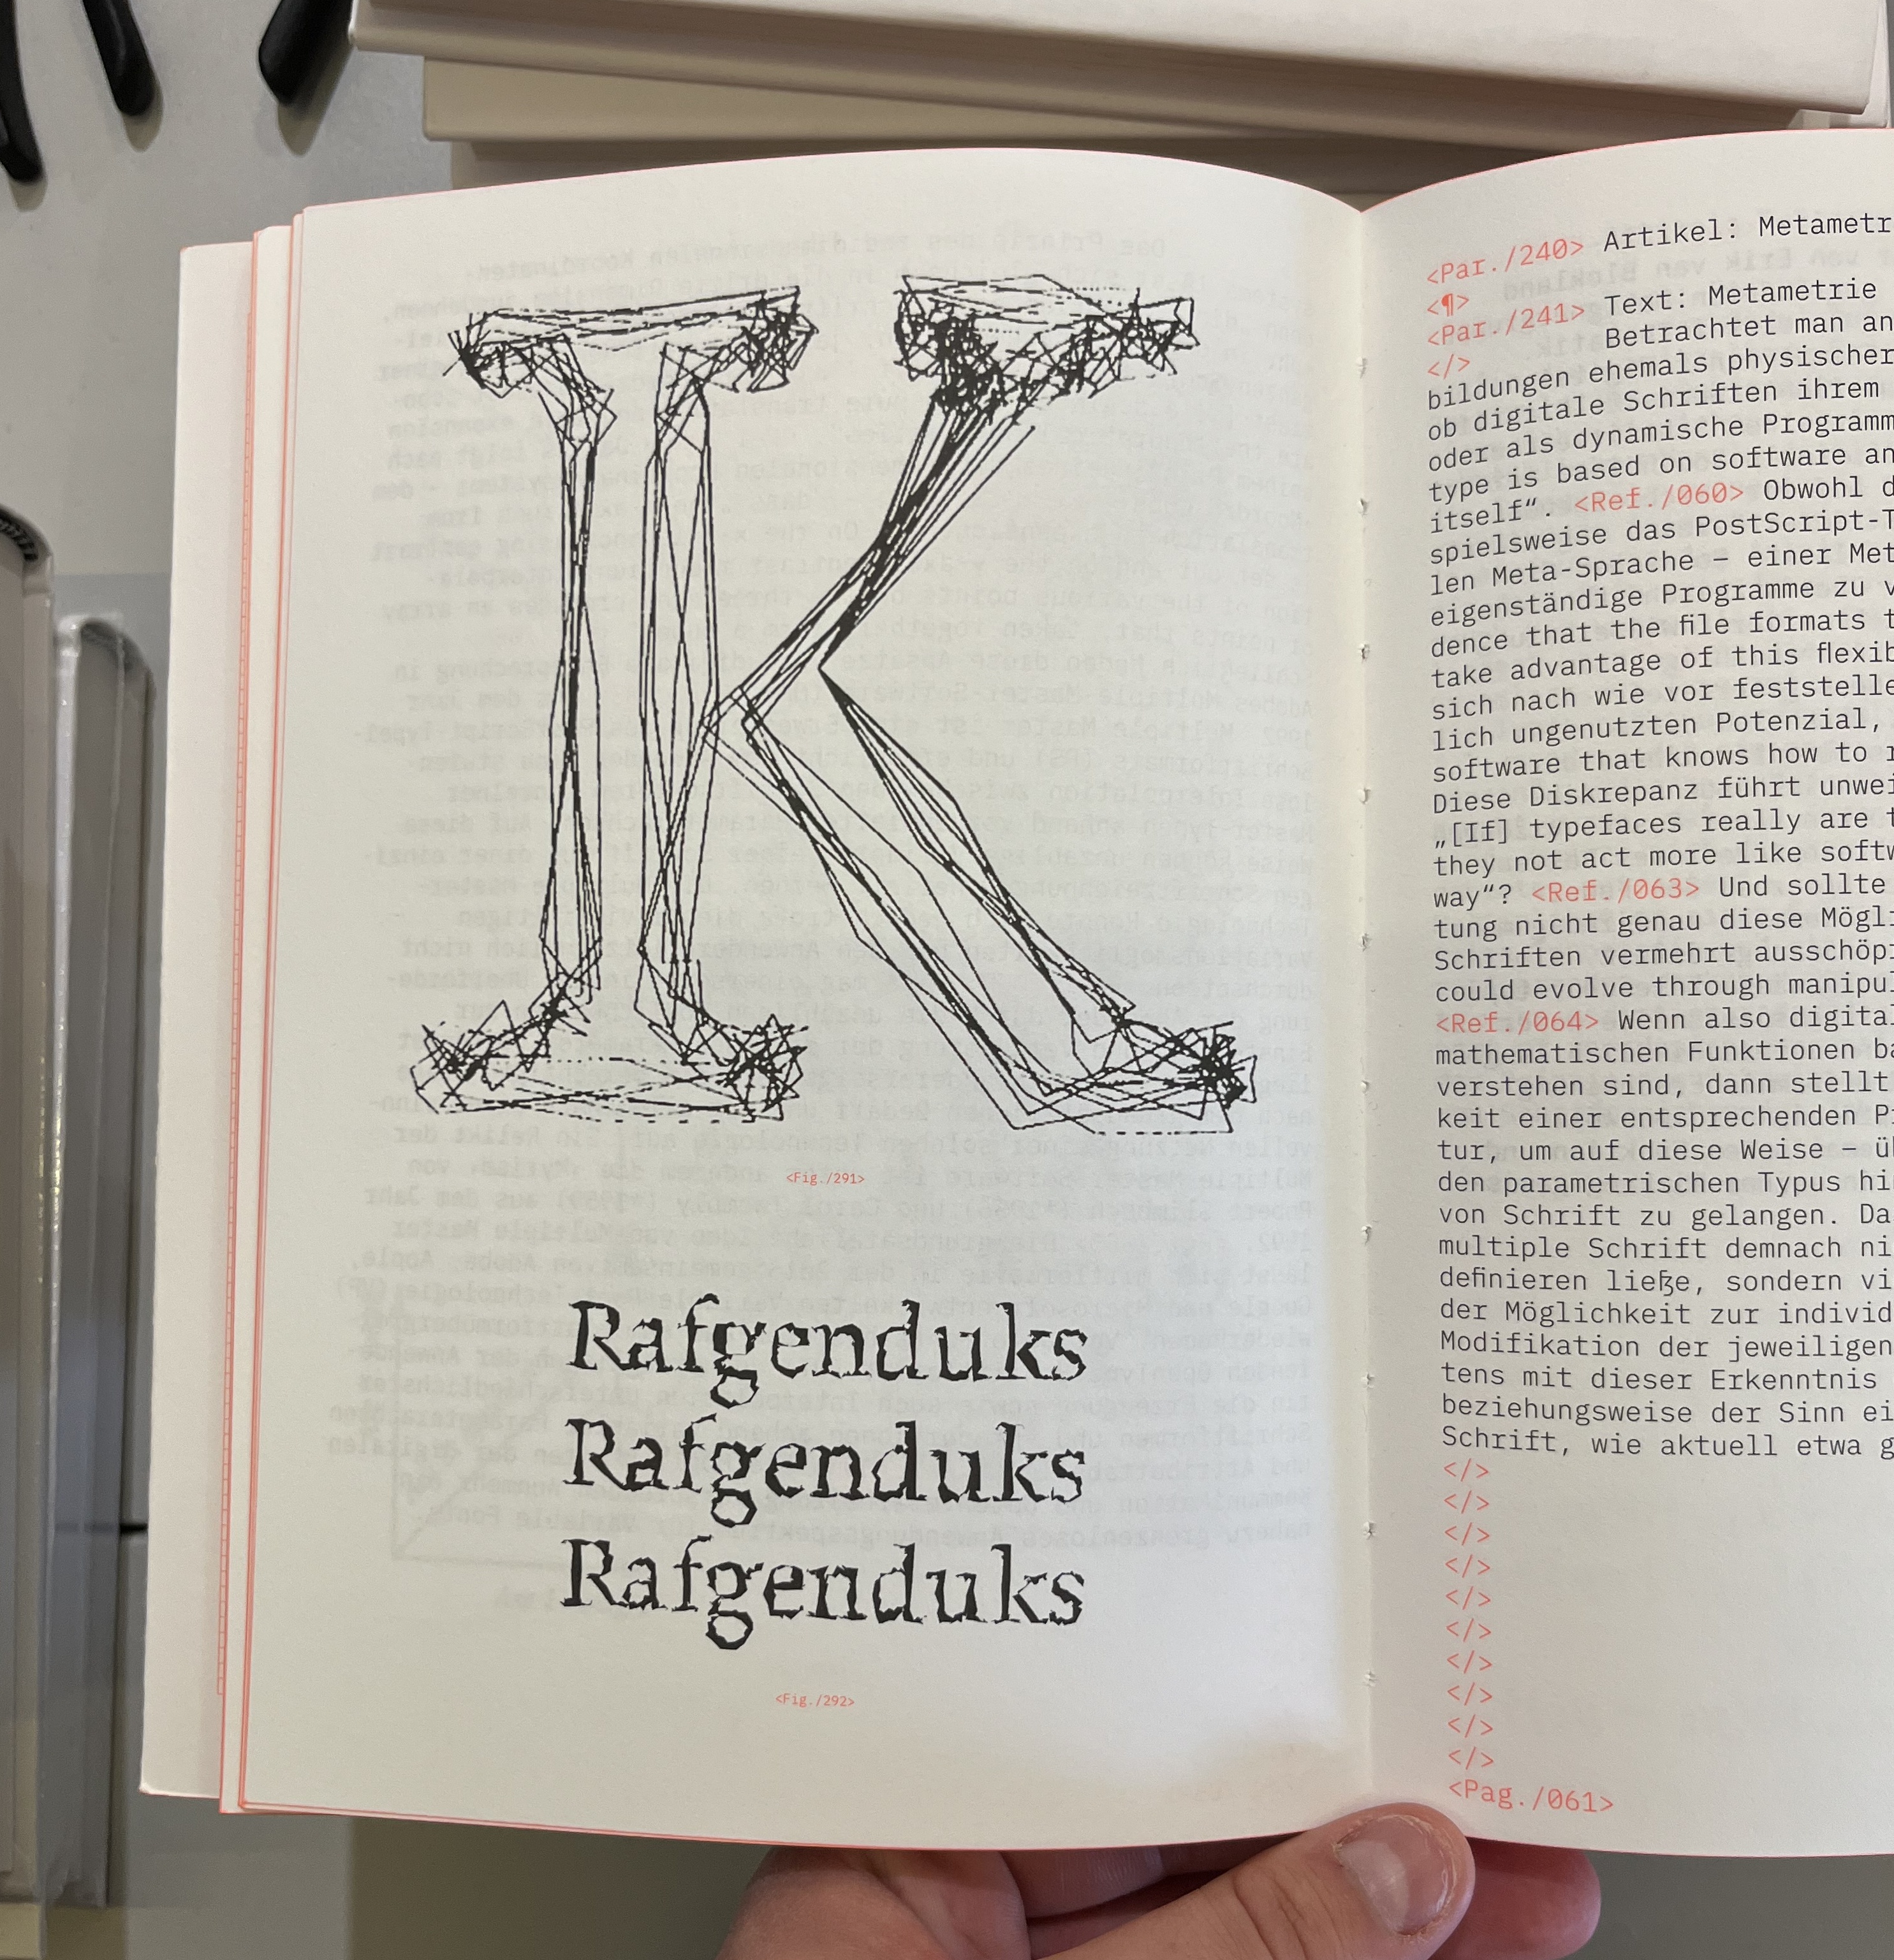 K
<Fig./291>
Rafgenduks
Rafgenduks
Rafgenduks
<Fig./292>
<Par./240> Artikel: Metametr
<¶>
<Par./241> Text: Metametrie
</> Betrachtet man an
bildungen ehemals physischer
ob digitale Schriften ihrem
oder als dynamische Programm
type is based on software an
itself“. <Ref./060> Obwohl d
spielsweise das PostScript-T
len Meta-Sprache – einer Met
eigenständige Programme zu v
dence that the file formats t
take advantage of this flexib
sich nach wie vor feststelle
lich ungenutzten Potenzial,
software that knows how to r
Diese Diskrepanz führt unwei
„[If] typefaces really are t
they not act more like softw
way“? <Ref./063> Und sollte
tung nicht genau diese Mögli
Schriften vermehrt ausschöp
could evolve through manipul
<Ref./064> Wenn also digital
mathematischen Funktionen ba
verstehen sind, dann stellt
keit einer entsprechenden P
tur, um auf diese Weise – ü
den parametrischen Typus hi
von Schrift zu gelangen. Da
multiple Schrift demnach ni
definieren ließe, sondern vi
der Möglichkeit zur individ
Modifikation der jeweiligen
tens mit dieser Erkenntnis
beziehungsweise der Sinn ei
Schrift, wie aktuell etwa g
</>
</>
</>
</>
</>
</>
</>
</>
</>
</>
<Pag./061>